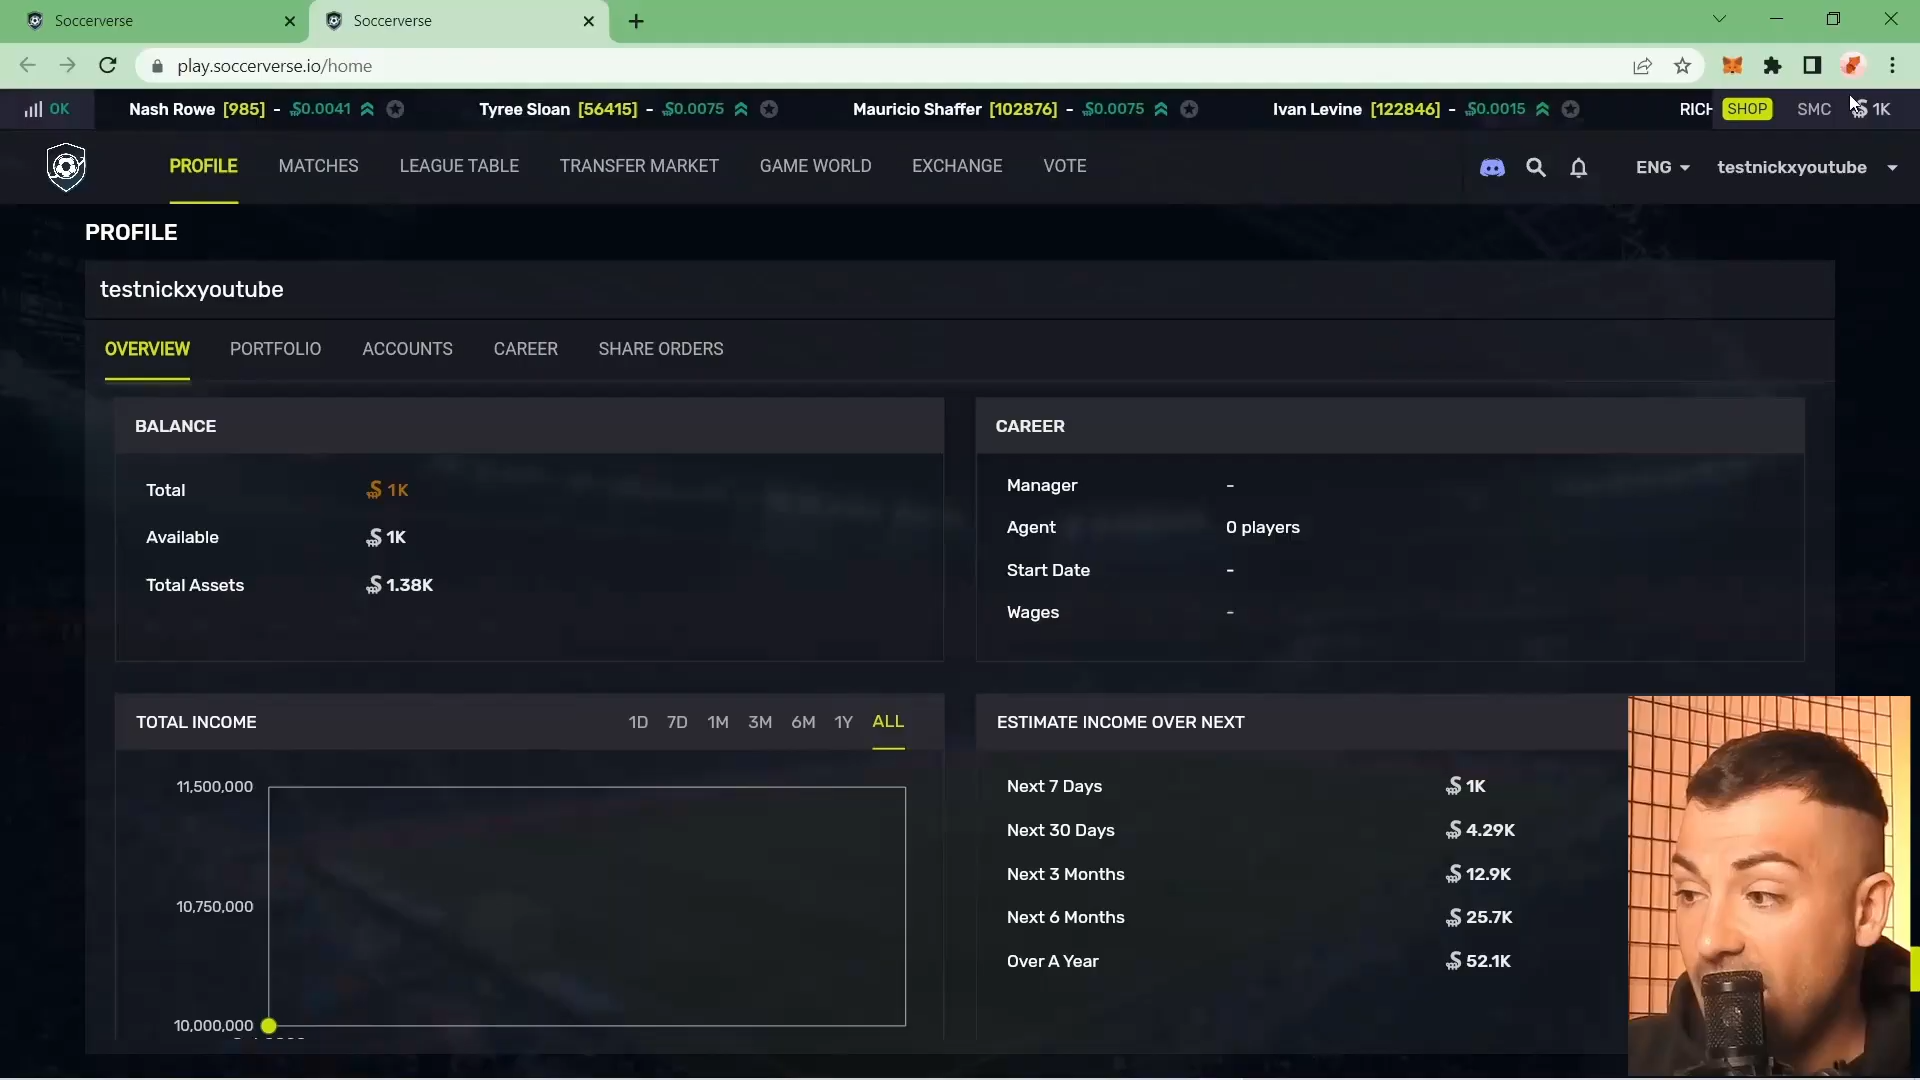 Soccerverse
Soccerverse
play.soccerverse.io/home
OK Nash Rowe [985] - $0.0041 Tyree Sloan [56415] - $0.0075 Mauricio Shaffer [102876] - $0.0075 Ivan Levine [122846] - $0.0015 RICH SHOP SMC $ 1K
PROFILE MATCHES LEAGUE TABLE TRANSFER MARKET GAME WORLD EXCHANGE VOTE ENG testnickxyoutube
PROFILE
testnickxyoutube
OVERVIEW PORTFOLIO ACCOUNTS CAREER SHARE ORDERS
BALANCE
Total $ 1K
Available $ 1K
Total Assets $ 1.38K
CAREER
Manager -
Agent 0 players
Start Date -
Wages -
TOTAL INCOME 1D 7D 1M 3M 6M 1Y ALL
11,500,000
10,750,000
10,000,000
ESTIMATE INCOME OVER NEXT
Next 7 Days $ 1K
Next 30 Days $ 4.29K
Next 3 Months $ 12.9K
Next 6 Months $ 25.7K
Over A Year $ 52.1K